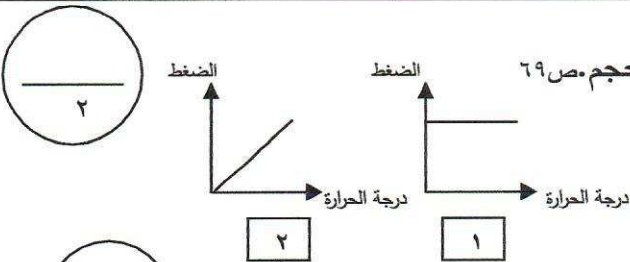 حجم.ص٦٩
الضغط
درجة الحرارة
١
الضغط
درجة الحرارة
٢
٢